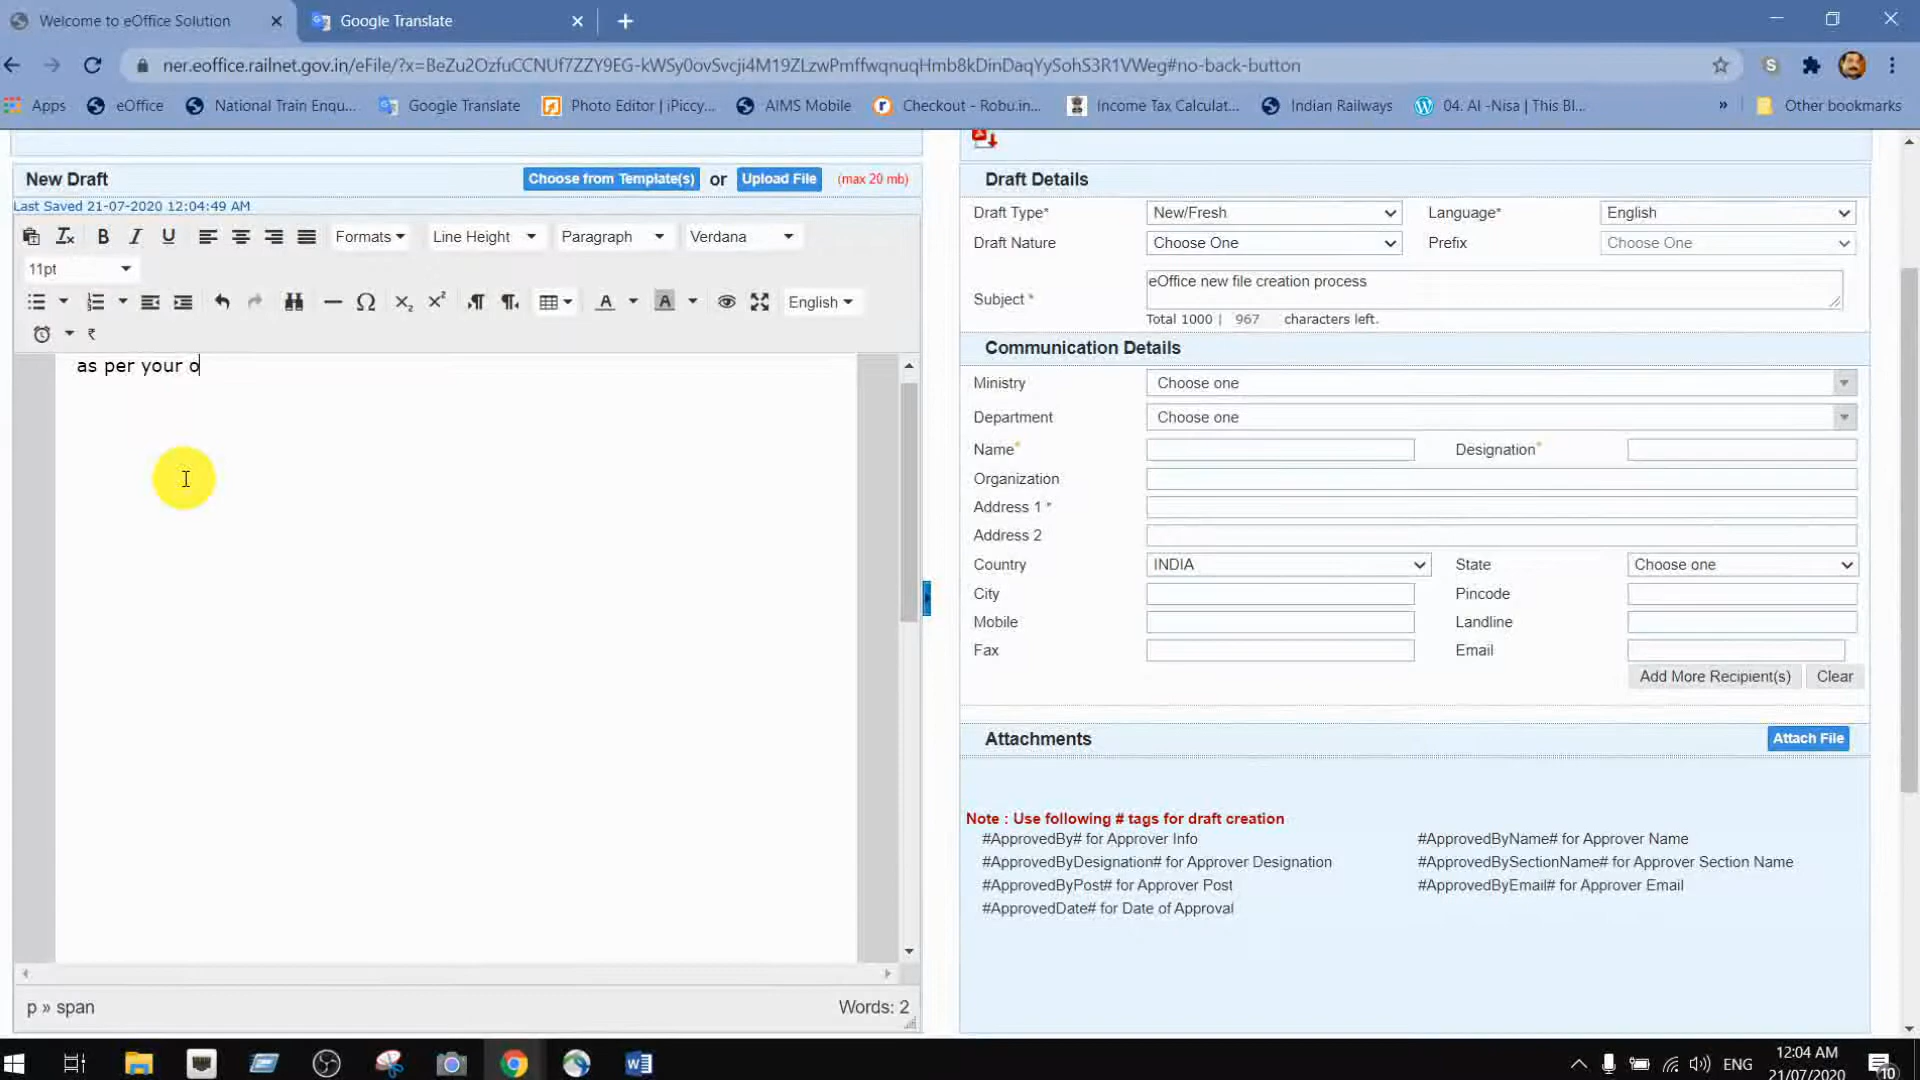 Welcome to eOffice Solution
Google Translate
ner.eoffice.railnet.gov.in/eFile/?x=BeZu2OzfuCCNUf7ZZY9EG-kWSy0ovSvcji4M19ZLzwPmffwqnuqHmb8kDinDaqYySohS3R1VWeg#no-back-button
Apps
eOffice
National Train Enqu...
Google Translate
Photo Editor | iPiccy...
AIMS Mobile
Checkout - Robu.in...
Income Tax Calculat...
Indian Railways
04. Al -Nisa | This Bl...
»
Other bookmarks
New Draft
Choose from Template(s) or Upload File (max 20 mb)
Last Saved 21-07-2020 12:04:49 AM
B I U Formats Line Height Paragraph Verdana
11pt
English
₹
as per your o
p » span
Words: 2
Draft Details
Draft Type* New/Fresh Language* English
Draft Nature Choose One Prefix Choose One
Subject * eOffice new file creation process
Total 1000 | 967 characters left.
Communication Details
Ministry Choose one
Department Choose one
Name* Designation*
Organization
Address 1 *
Address 2
Country INDIA State Choose one
City Pincode
Mobile Landline
Fax Email
Add More Recipient(s) Clear
Attachments Attach File
Note : Use following # tags for draft creation
#ApprovedBy# for Approver Info #ApprovedByName# for Approver Name
#ApprovedByDesignation# for Approver Designation #ApprovedBySectionName# for Approver Section Name
#ApprovedByPost# for Approver Post #ApprovedByEmail# for Approver Email
#ApprovedDate# for Date of Approval
ENG
12:04 AM
21/07/2020
10